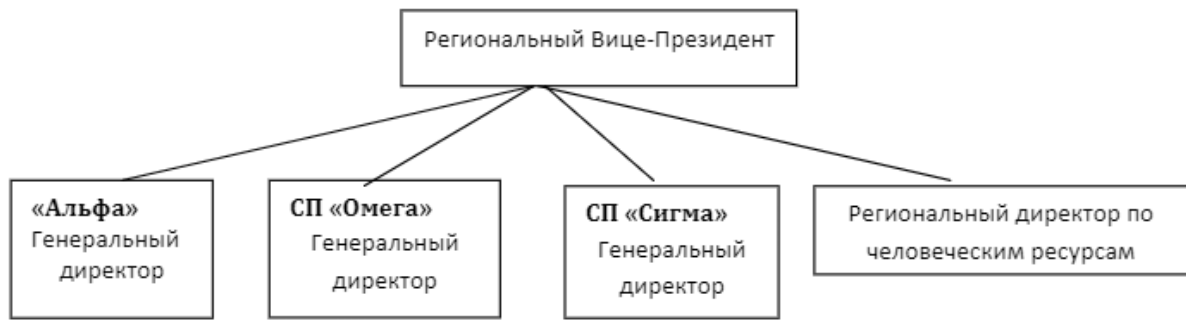 Региональный Вице-Президент
«Альфа»
Генеральный
директор
СП «Омега»
Генеральный
директор
СП «Сигма»
Генеральный
директор
Региональный директор по
человеческим ресурсам